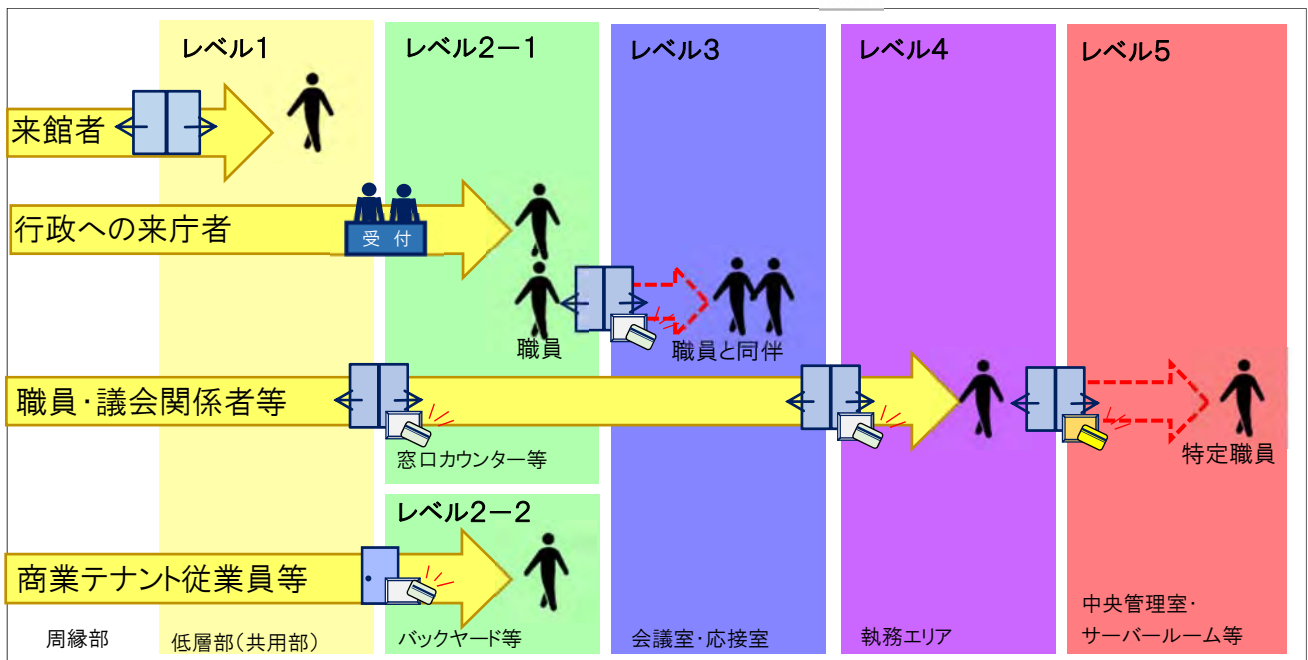 レベル1
レベル2-1
レベル3
レベル4
レベル5
来館者
行政への来庁者
受 付
職員
職員と同伴
職員・議会関係者等
窓口カウンター等
特定職員
レベル2-2
商業テナント従業員等
周縁部
低層部(共用部)
バックヤード等
会議室・応接室
執務エリア
中央管理室・
サーバールーム等